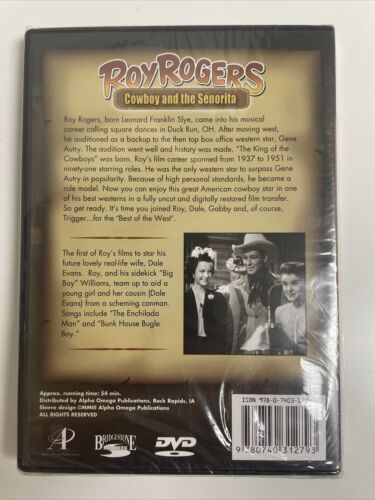 ROY ROGERS
Cowboy and the Senorita
Roy Rogers, born Leonard Franklin Slye, came into his musical
career calling square dances in Duck Run, OH. After moving west,
he auditioned as a backup to the then top box office western star, Gene
Autry. The audition went well and history was made. "The King of the
Cowboys" was born. Roy's film career spanned from 1937 to 1951 in
ninety-one starring roles. He was the only western star to surpass Gene
Autry in popularity. Because of high personal standards, he became a
role model. Now you can enjoy this great American cowboy star in one
of his best westerns in a fully uncut and digitally restored film transfer.
So get ready. It's time you joined Roy, Dale, Gabby and, of course,
Trigger...for the "Best of the West".
The first of Roy's films to star his
future lovely real-life wife, Dale
Evans. Roy, and his sidekick "Big
Boy" Williams, team up to aid a
young girl and her cousin (Dale
Evans) from a scheming conman.
Songs include "The Enchilada
Man" and "Bunk House Bugle
Boy."
Approx. running time: 54 min.
Distributed by Alpha Omega Publications, Rock Rapids, IA
Sleeve design ©MMIII Alpha Omega Publications
ALL RIGHTS RESERVED
BRIDGESTONE
DVD
ISBN 978-0-7403-1
9 780740 312793